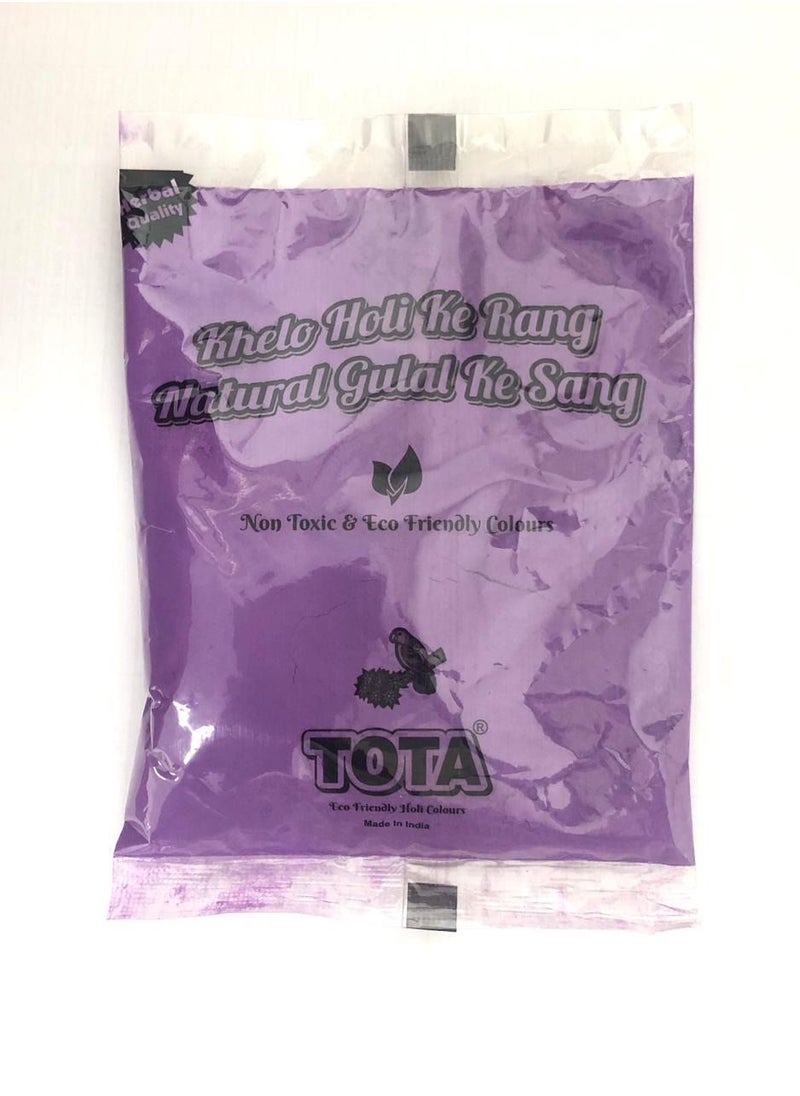 Herbal
Quality
Khelo Holi Ke Rang
Natural Gulal Ke Sang
Non Toxic & Eco Friendly Colours
TOTA®
Eco Friendly Holi Colours
Made In India